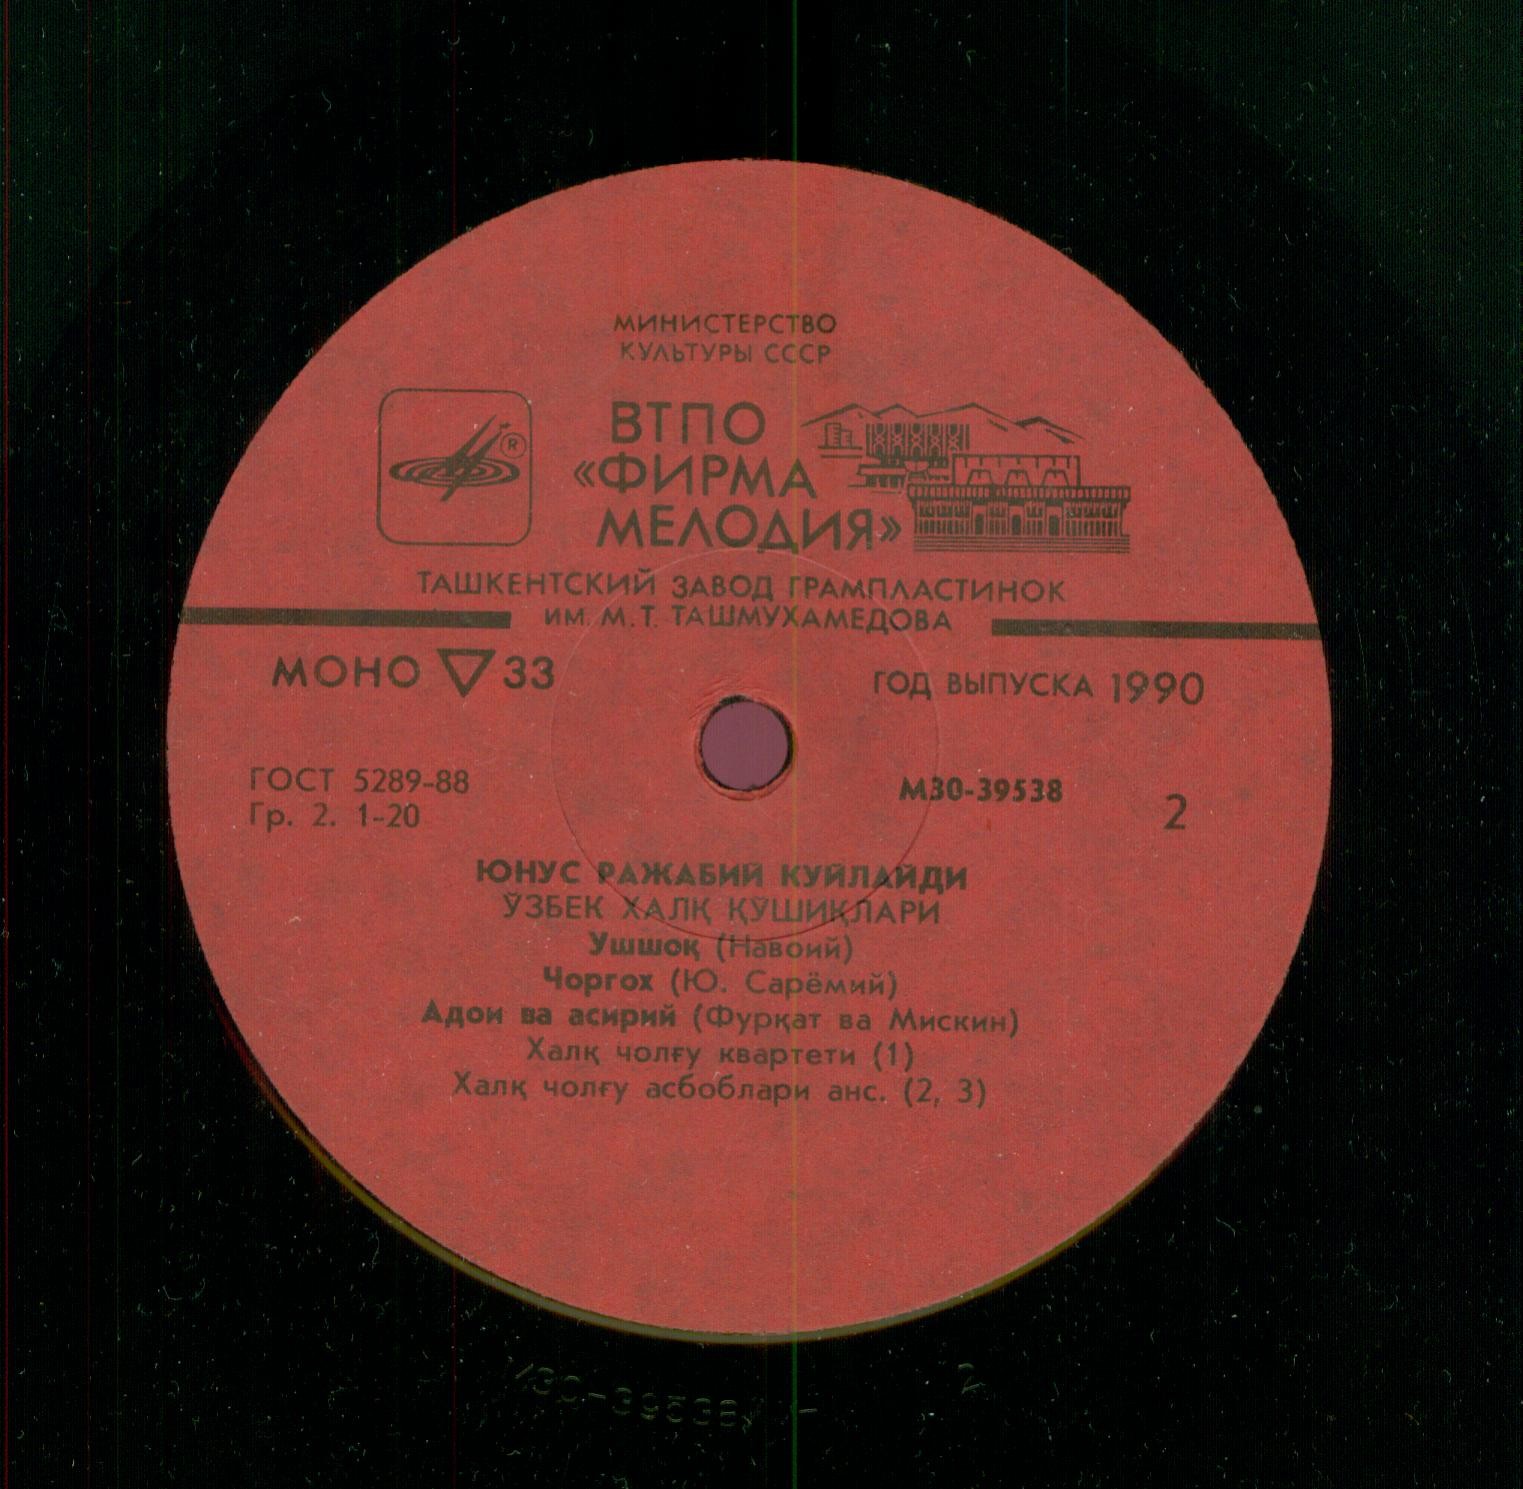 МИНИСТЕРСТВО
КУЛЬТУРЫ СССР
ВТПО
«ФИРМА
МЕЛОДИЯ»
®
ТАШКЕНТСКИЙ ЗАВОД ГРАМПЛАСТИНОК
ИМ. М. Т. ТАШМУХАМЕДОВА
МОНО 33
ГОД ВЫПУСКА 1990
ГОСТ 5289-88
Гр. 2. 1-20
М30-39538
2
ЮНУС РАЖАБИЙ КУЙЛАЙДИ
ЎЗБЕК ХАЛҚ ҚЎШИҚЛАРИ
Ушшоқ (Навоий)
Чоргох (Ю. Сарёмий)
Адои ва асирий (Фурқат ва Мискин)
Халқ чолғу квартети (1)
Халқ чолғу асбоблари анс. (2, 3)
2